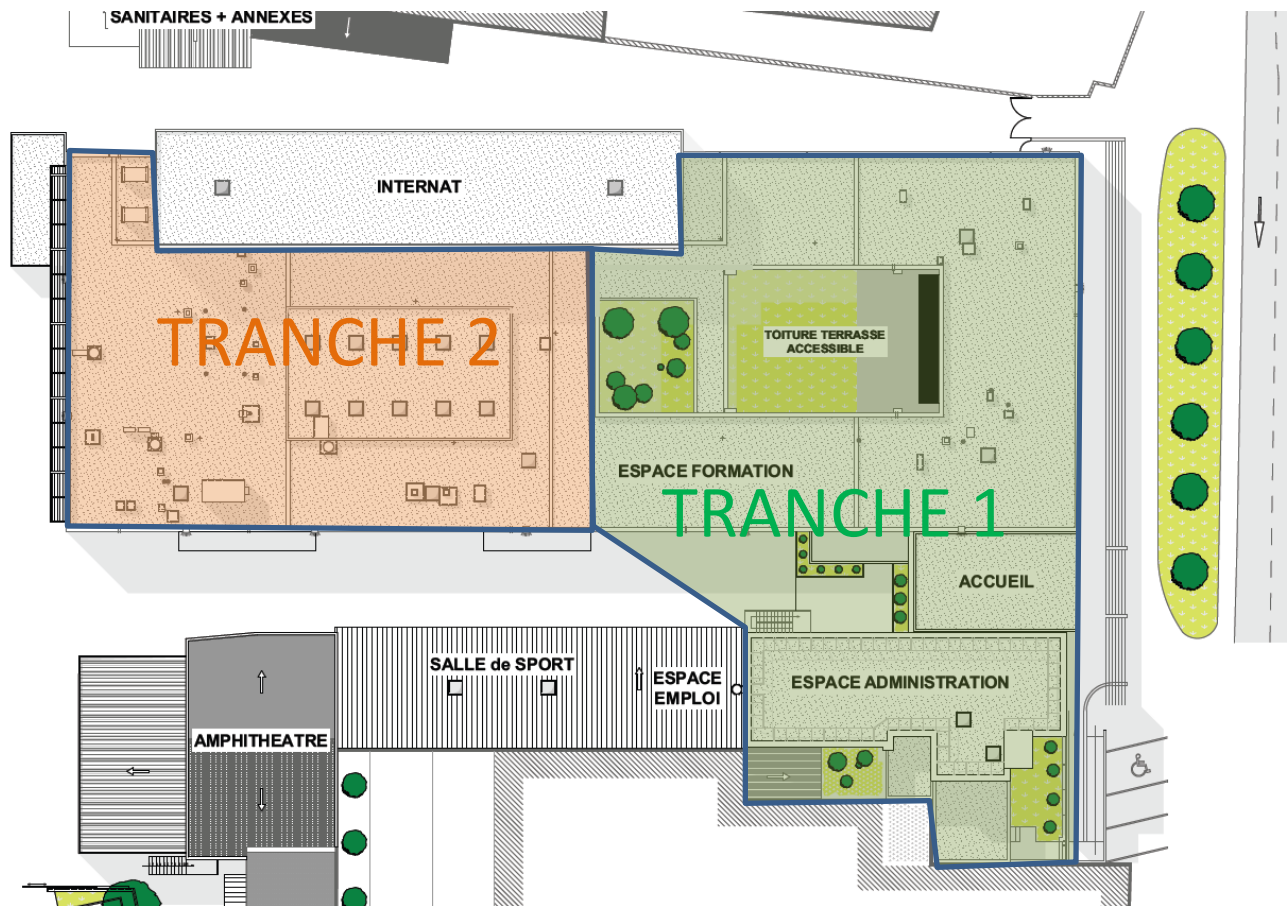 SANITAIRES + ANNEXES
INTERNAT
TRANCHE 2
TOITURE TERRASSE
ACCESSIBLE
ESPACE FORMATION
TRANCHE 1
ACCUEIL
SALLE de SPORT
ESPACE
EMPLOI
ESPACE ADMINISTRATION
AMPHITHEATRE